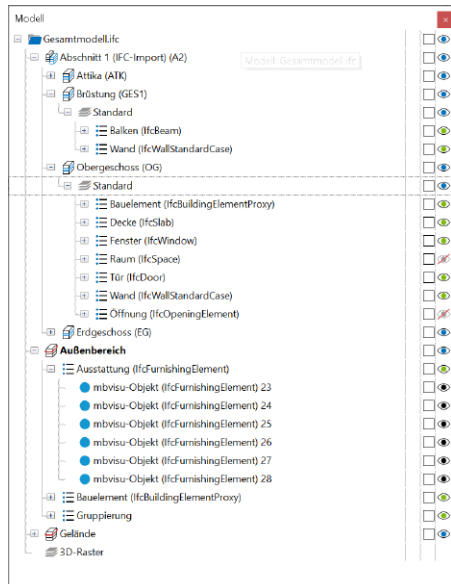 Modell
Gesamtmodell.ifc
Abschnitt 1 (IFC-Import) (A2)
Modell: Gesamtmodell.ifc
Attika (ATK)
Brüstung (GES1)
Standard
Balken (IfcBeam)
Wand (IfcWallStandardCase)
Obergeschoss (OG)
Standard
Bauelement (IfcBuildingElementProxy)
Decke (IfcSlab)
Fenster (IfcWindow)
Raum (IfcSpace)
Tür (IfcDoor)
Wand (IfcWallStandardCase)
Öffnung (IfcOpeningElement)
Erdgeschoss (EG)
Außenbereich
Ausstattung (IfcFurnishingElement)
mbvisu-Objekt (IfcFurnishingElement) 23
mbvisu-Objekt (IfcFurnishingElement) 24
mbvisu-Objekt (IfcFurnishingElement) 25
mbvisu-Objekt (IfcFurnishingElement) 26
mbvisu-Objekt (IfcFurnishingElement) 27
mbvisu-Objekt (IfcFurnishingElement) 28
Bauelement (IfcBuildingElementProxy)
Gruppierung
Gelände
3D-Raster